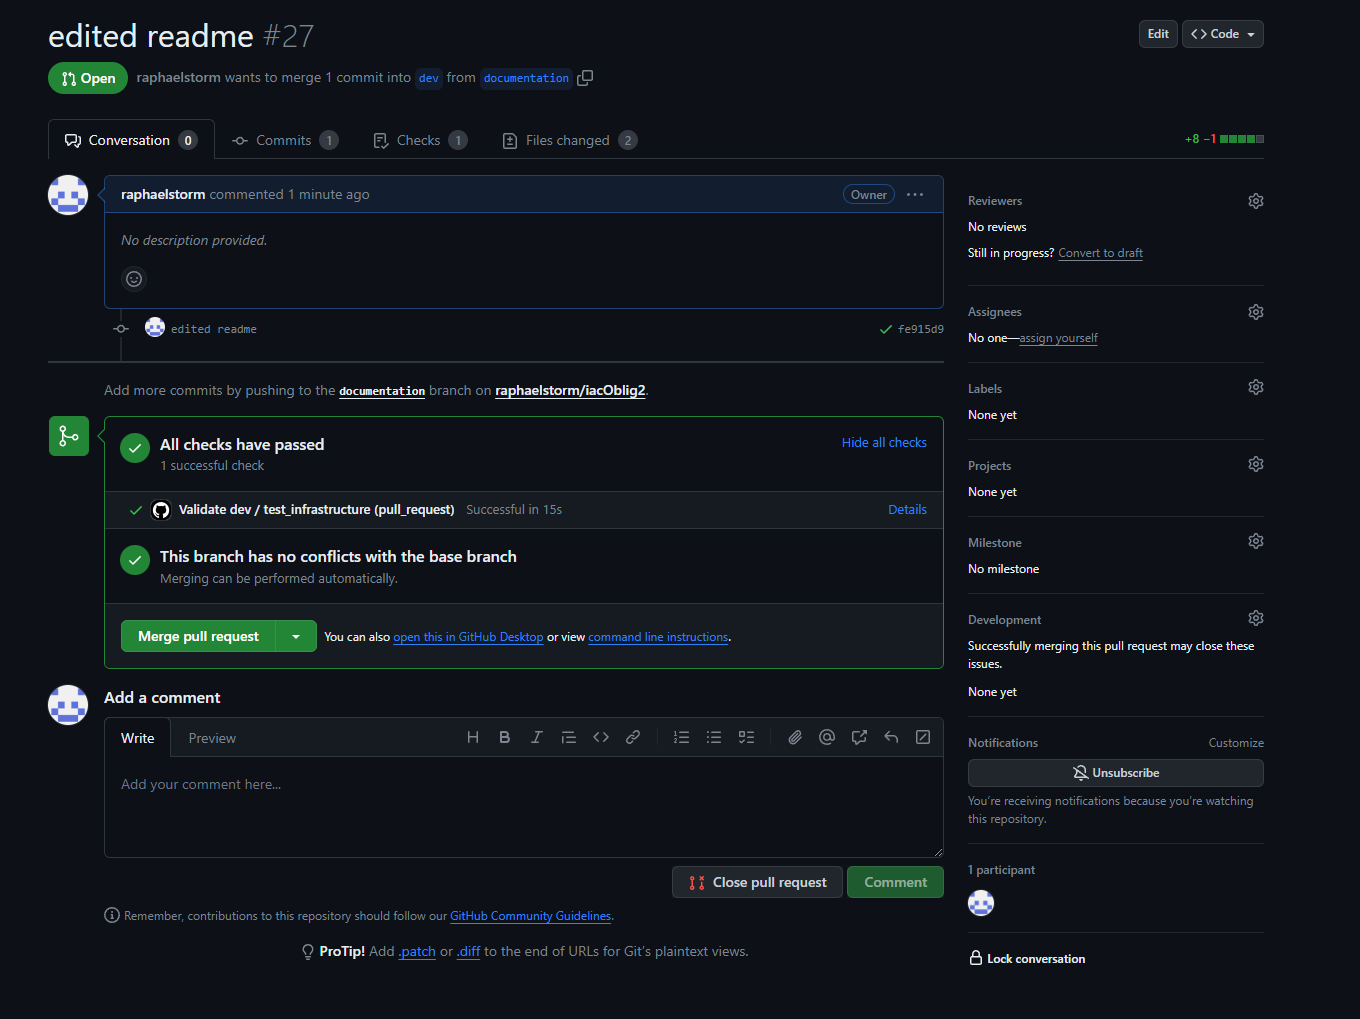 edited readme #27
Edit
Code
Open
raphaelstorm wants to merge 1 commit into dev from documentation
Conversation 0
Commits 1
Checks 1
Files changed 2
+8 −1
raphaelstorm commented 1 minute ago
Owner
No description provided.
edited readme
fe915d9
Add more commits by pushing to the documentation branch on raphaelstorm/iacOblig2.
All checks have passed
1 successful check
Hide all checks
Validate dev / test_infrastructure (pull_request) Successful in 15s
Details
This branch has no conflicts with the base branch
Merging can be performed automatically.
Merge pull request
You can also open this in GitHub Desktop or view command line instructions.
Add a comment
Write
Preview
Add your comment here...
Close pull request
Comment
Remember, contributions to this repository should follow our GitHub Community Guidelines.
ProTip! Add .patch or .diff to the end of URLs for Git's plaintext views.
Reviewers
No reviews
Still in progress? Convert to draft
Assignees
No one—assign yourself
Labels
None yet
Projects
None yet
Milestone
No milestone
Development
Successfully merging this pull request may close these
issues.
None yet
Notifications
Customize
Unsubscribe
You're receiving notifications because you're watching
this repository.
1 participant
Lock conversation